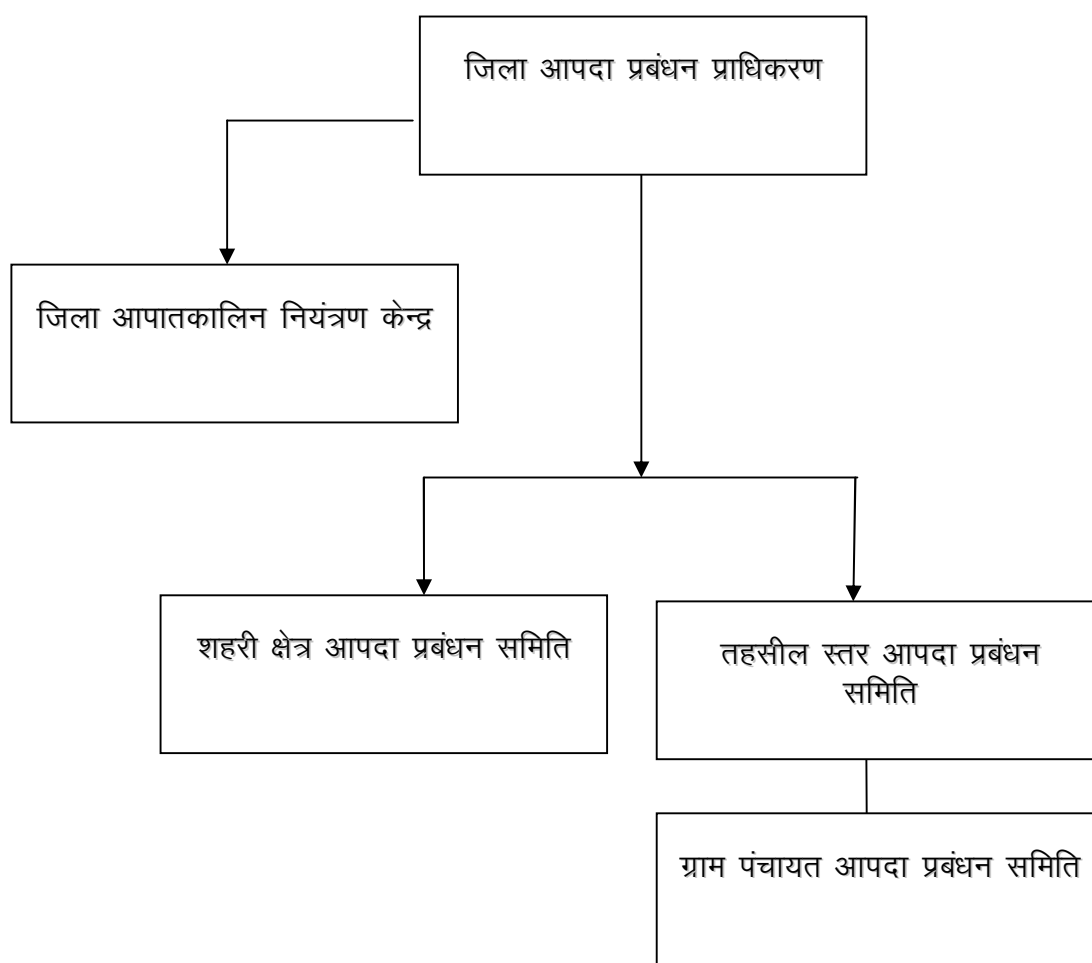 जिला आपदा प्रबंधन प्राधिकरण
जिला आपातकालिन नियंत्रण केन्द्र
शहरी क्षेत्र आपदा प्रबंधन समिति
तहसील स्तर आपदा प्रबंधन
समिति
ग्राम पंचायत आपदा प्रबंधन समिति